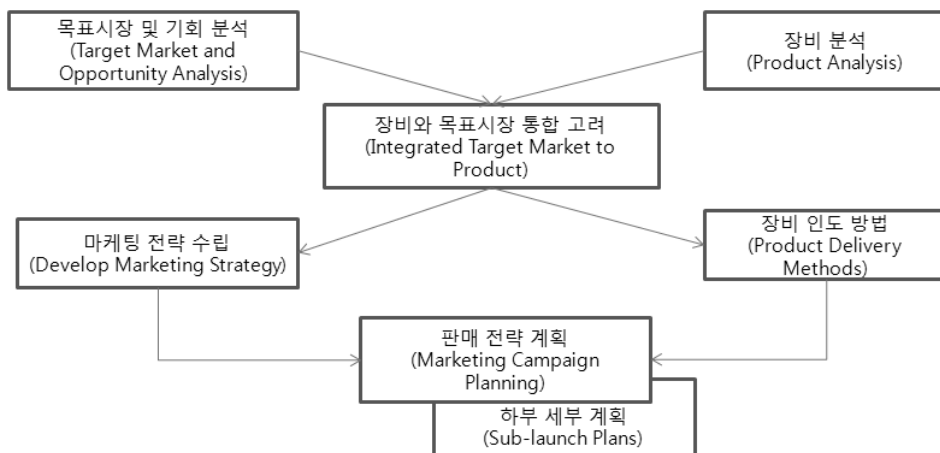 목표시장 및 기회 분석
(Target Market and
Opportunity Analysis)
장비 분석
(Product Analysis)
장비와 목표시장 통합 고려
(Integrated Target Market to
Product)
마케팅 전략 수립
(Develop Marketing Strategy)
장비 인도 방법
(Product Delivery
Methods)
판매 전략 계획
(Marketing Campaign
Planning)
하부 세부 계획
(Sub-launch Plans)